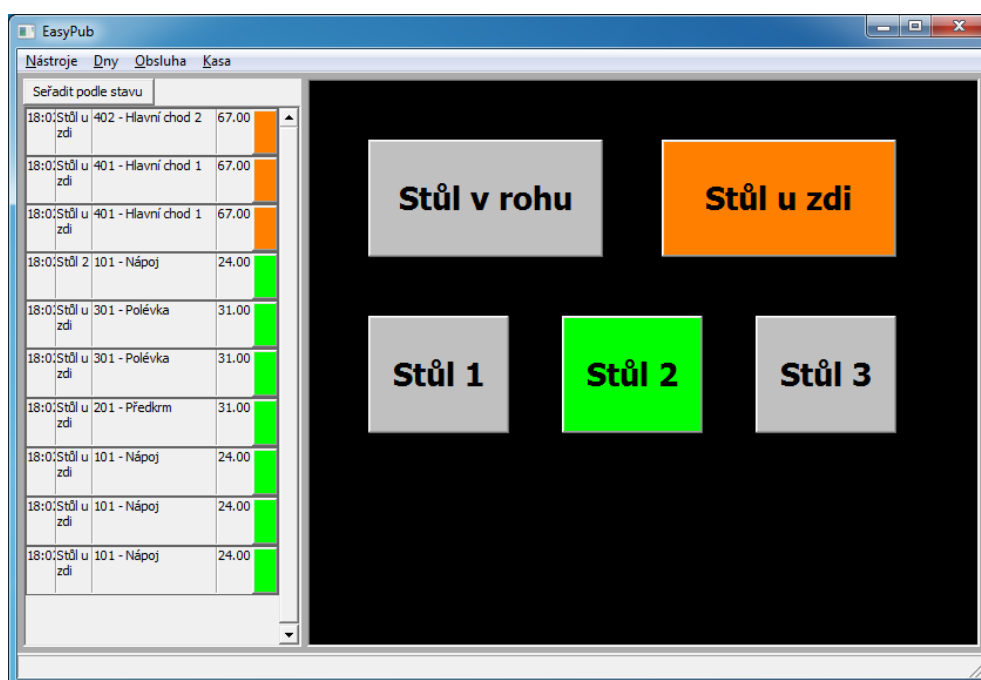 EasyPub
Nástroje Dny Obsluha Kasa
Seřadit podle stavu
Stůl u 402 - Hlavní chod 2 67.00
zdi
Stůl u 401 - Hlavní chod 1 67.00
zdi
Stůl u 401 - Hlavní chod 1 67.00
zdi
Stůl 2 101 - Nápoj 24.00
Stůl u 301 - Polévka 31.00
zdi
Stůl u 301 - Polévka 31.00
zdi
Stůl u 201 - Předkrm 31.00
zdi
Stůl u 101 - Nápoj 24.00
zdi
Stůl u 101 - Nápoj 24.00
zdi
Stůl u 101 - Nápoj 24.00
zdi
Stůl v rohu
Stůl u zdi
Stůl 1
Stůl 2
Stůl 3